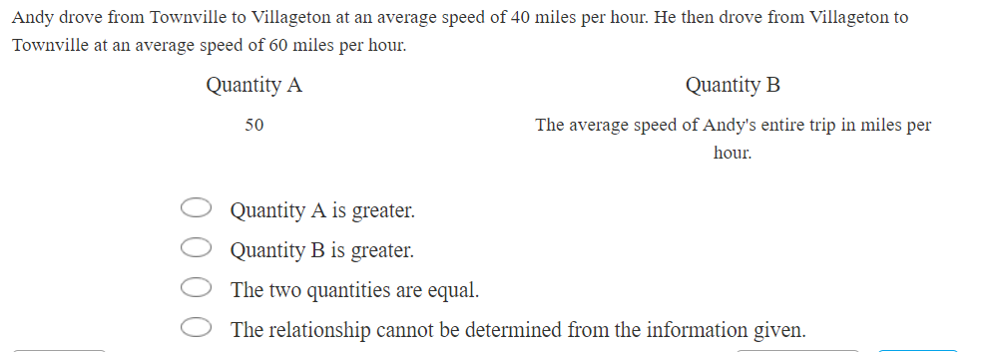 Andy drove from Townville to Villageton at an average speed of 40 miles per hour. He then drove from Villageton to
Townville at an average speed of 60 miles per hour.
Quantity A
Quantity B
50
The average speed of Andy's entire trip in miles per
hour.
Quantity A is greater.
Quantity B is greater.
The two quantities are equal.
The relationship cannot be determined from the information given.